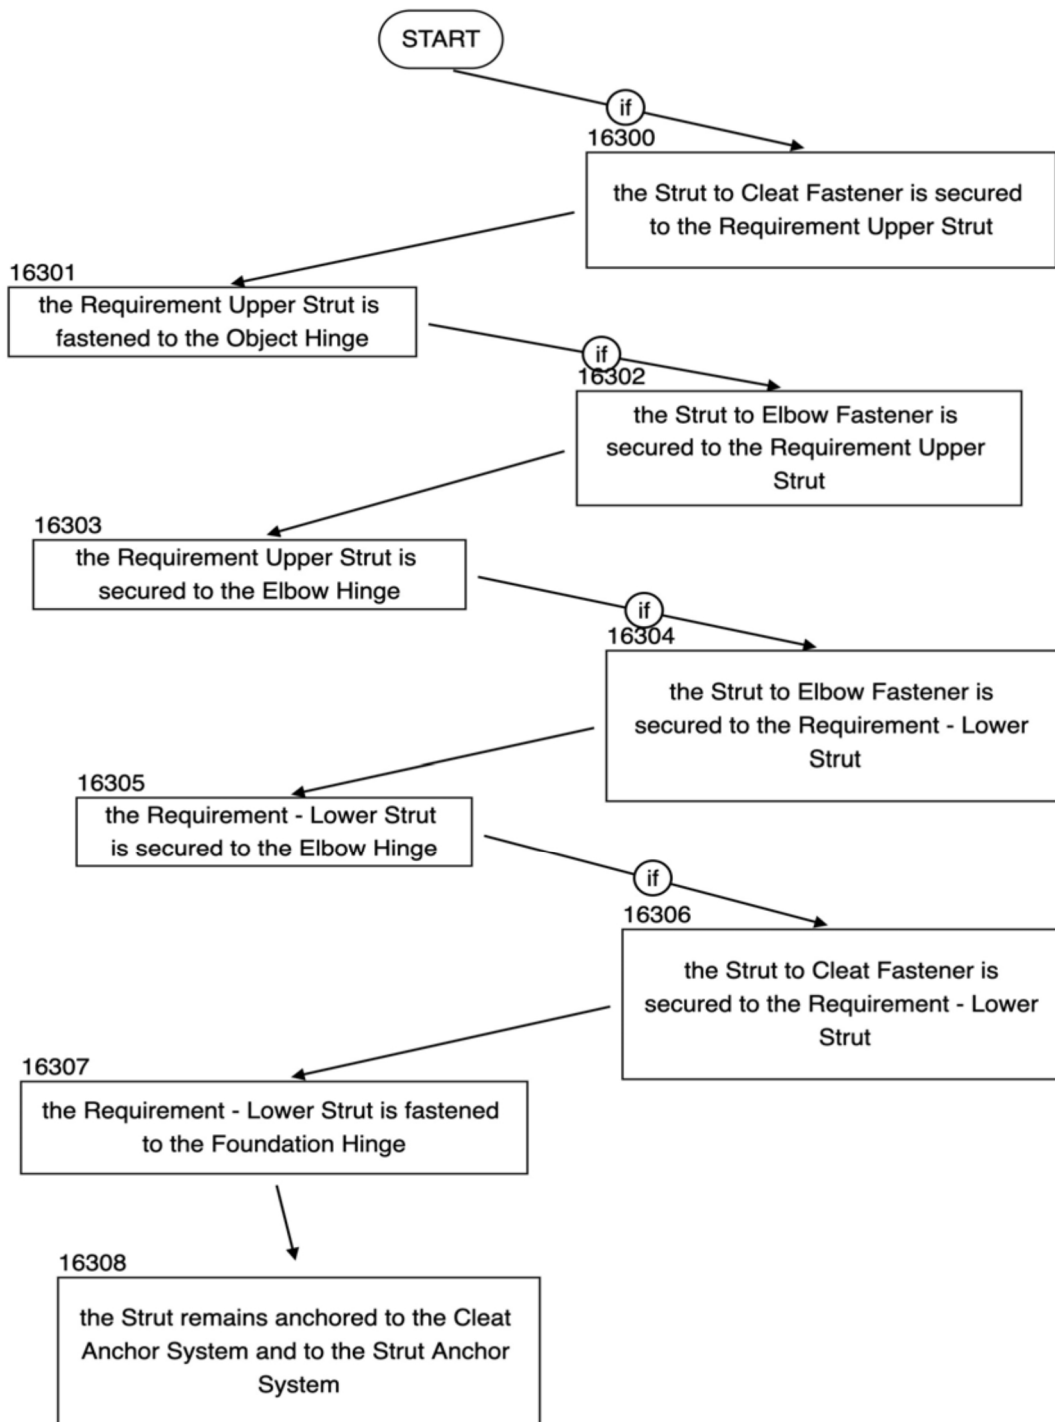 START
if
16300
the Strut to Cleat Fastener is secured
to the Requirement Upper Strut
16301
the Requirement Upper Strut is
fastened to the Object Hinge
if
16302
the Strut to Elbow Fastener is
secured to the Requirement Upper
Strut
16303
the Requirement Upper Strut is
secured to the Elbow Hinge
if
16304
the Strut to Elbow Fastener is
secured to the Requirement - Lower
Strut
16305
the Requirement - Lower Strut
is secured to the Elbow Hinge
if
16306
the Strut to Cleat Fastener is
secured to the Requirement - Lower
Strut
16307
the Requirement - Lower Strut is fastened
to the Foundation Hinge
16308
the Strut remains anchored to the Cleat
Anchor System and to the Strut Anchor
System